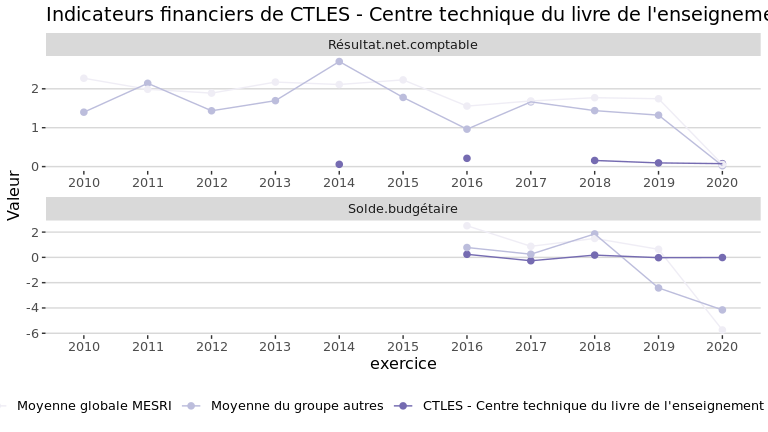 Indicateurs financiers de CTLES - Centre technique du livre de l'enseigneme
Résultat.net.comptable
2
1
0
2010 2011 2012 2013 2014 2015 2016 2017 2018 2019 2020
Valeur
Solde.budgétaire
2
0
-2
-4
-6
2010 2011 2012 2013 2014 2015 2016 2017 2018 2019 2020
exercice
Moyenne globale MESRI Moyenne du groupe autres CTLES - Centre technique du livre de l'enseignement